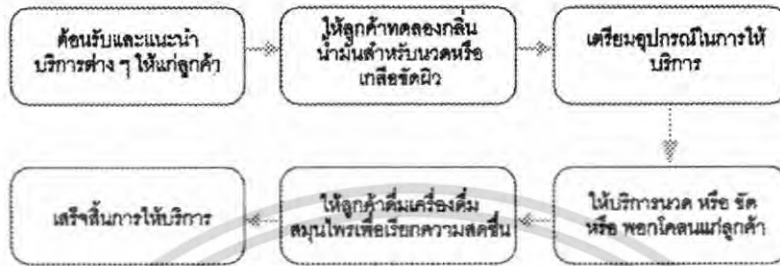 ต้อนรับและแนะนำ
บริการต่าง ๆ ให้แก่ลูกค้า
ให้ลูกค้าทดลองกลิ่น
น้ำมันสำหรับนวดหรือ
เกลือขัดผิว
เตรียมอุปกรณ์ในการให้
บริการ
ให้บริการนวด หรือ ขัด
หรือ พอกโคลนแก่ลูกค้า
ให้ลูกค้าดื่มเครื่องดื่ม
สมุนไพรเพื่อเรียกความสดชื่น
เสร็จสิ้นการให้บริการ